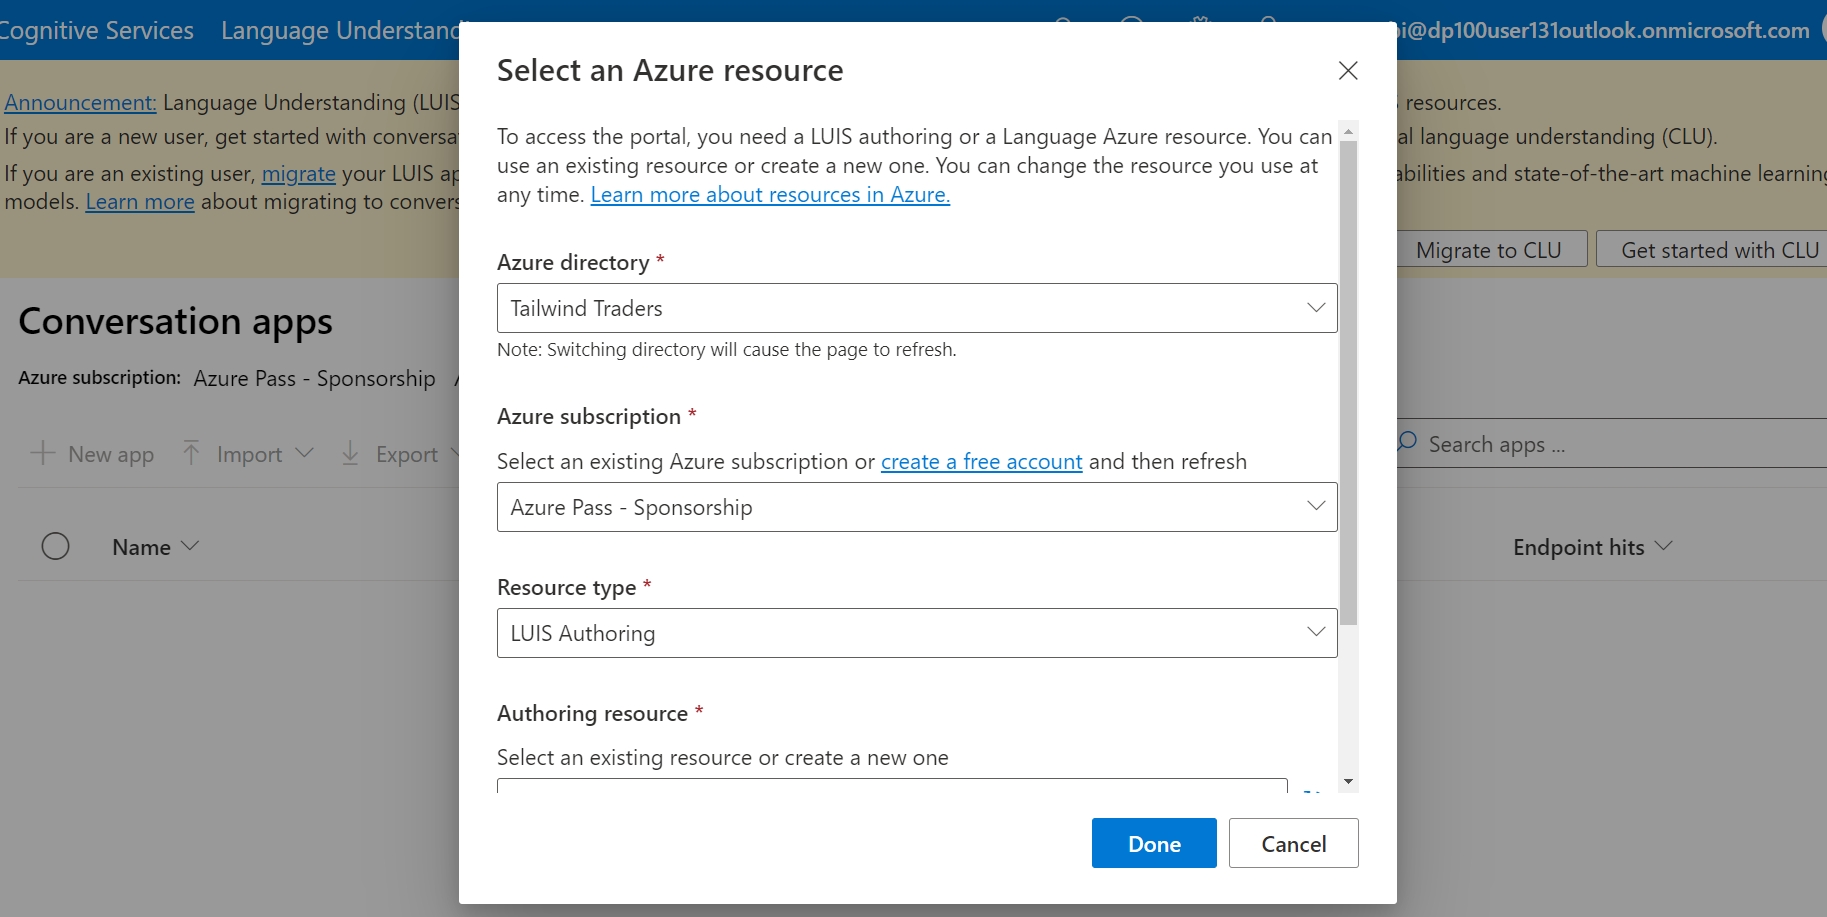 Cognitive Services Language Understand
bi@dp100user131outlook.onmicrosoft.com
Announcement: Language Understanding (LUIS
resources.
If you are a new user, get started with conversa
al language understanding (CLU).
If you are an existing user, migrate your LUIS ap
abilities and state-of-the-art machine learning
models. Learn more about migrating to convers
Migrate to CLU
Get started with CLU
Conversation apps
Azure subscription: Azure Pass - Sponsorship
New app Import Export
Search apps ...
Name
Endpoint hits
Select an Azure resource
To access the portal, you need a LUIS authoring or a Language Azure resource. You can
use an existing resource or create a new one. You can change the resource you use at
any time. Learn more about resources in Azure.
Azure directory *
Tailwind Traders
Note: Switching directory will cause the page to refresh.
Azure subscription *
Select an existing Azure subscription or create a free account and then refresh
Azure Pass - Sponsorship
Resource type *
LUIS Authoring
Authoring resource *
Select an existing resource or create a new one
Done
Cancel